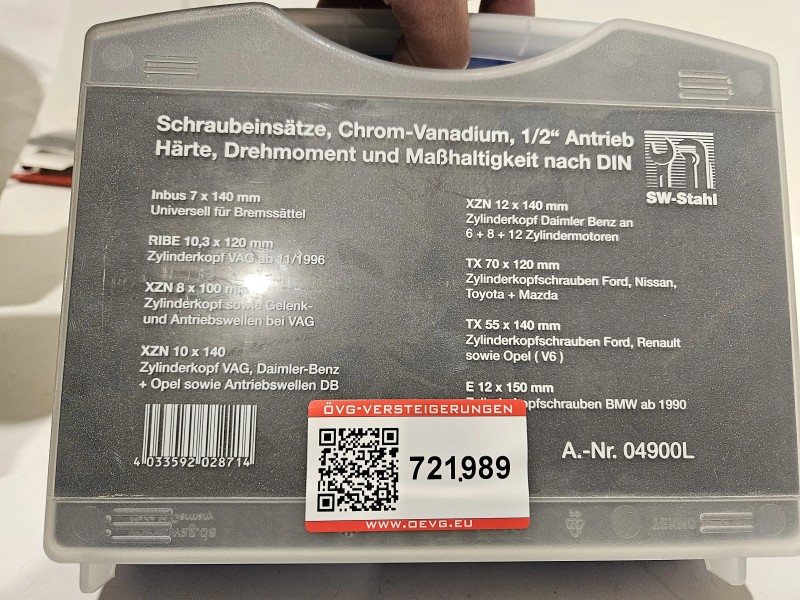 Schraubeinsätze, Chrom-Vanadium, 1/2“ Antrieb
Härte, Drehmoment und Maßhaltigkeit nach DIN
SW-Stahl
Inbus 7 x 140 mm
Universell für Bremssättel
RIBE 10,3 x 120 mm
Zylinderkopf VAG ab 11/1996
XZN 8 x 100 mm
Zylinderkopf sowie Gelenk-
und Antriebswellen bei VAG
XZN 10 x 140
Zylinderkopf VAG, Daimler-Benz
+ Opel sowie Antriebswellen DB
XZN 12 x 140 mm
Zylinderkopf Daimler Benz an
6 + 8 + 12 Zylindermotoren
TX 70 x 120 mm
Zylinderkopfschrauben Ford, Nissan,
Toyota + Mazda
TX 55 x 140 mm
Zylinderkopfschrauben Ford, Renault
sowie Opel ( V6 )
E 12 x 150 mm
Zylinderkopfschrauben BMW ab 1990
A.-Nr. 04900L
4 033592 028714
ÖVG-VERSTEIGERUNGEN
721989
WWW.OEVG.EU